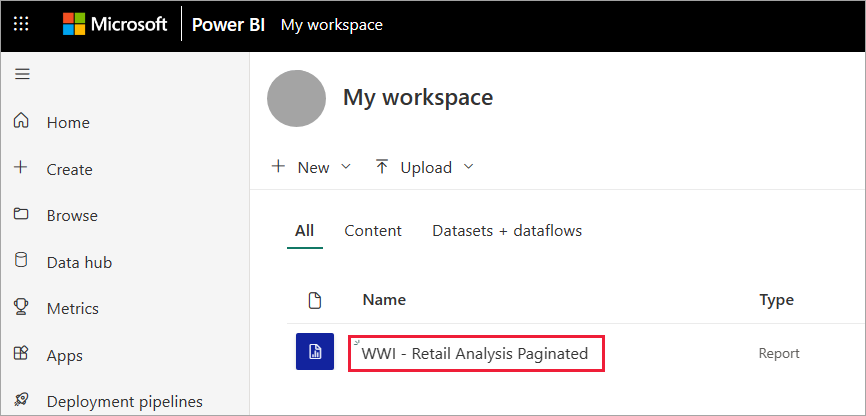 Microsoft Power BI My workspace
My workspace
Home
Create
Browse
Data hub
Metrics
Apps
Deployment pipelines
New Upload
All Content Datasets + dataflows
Name Type
WWI - Retail Analysis Paginated Report